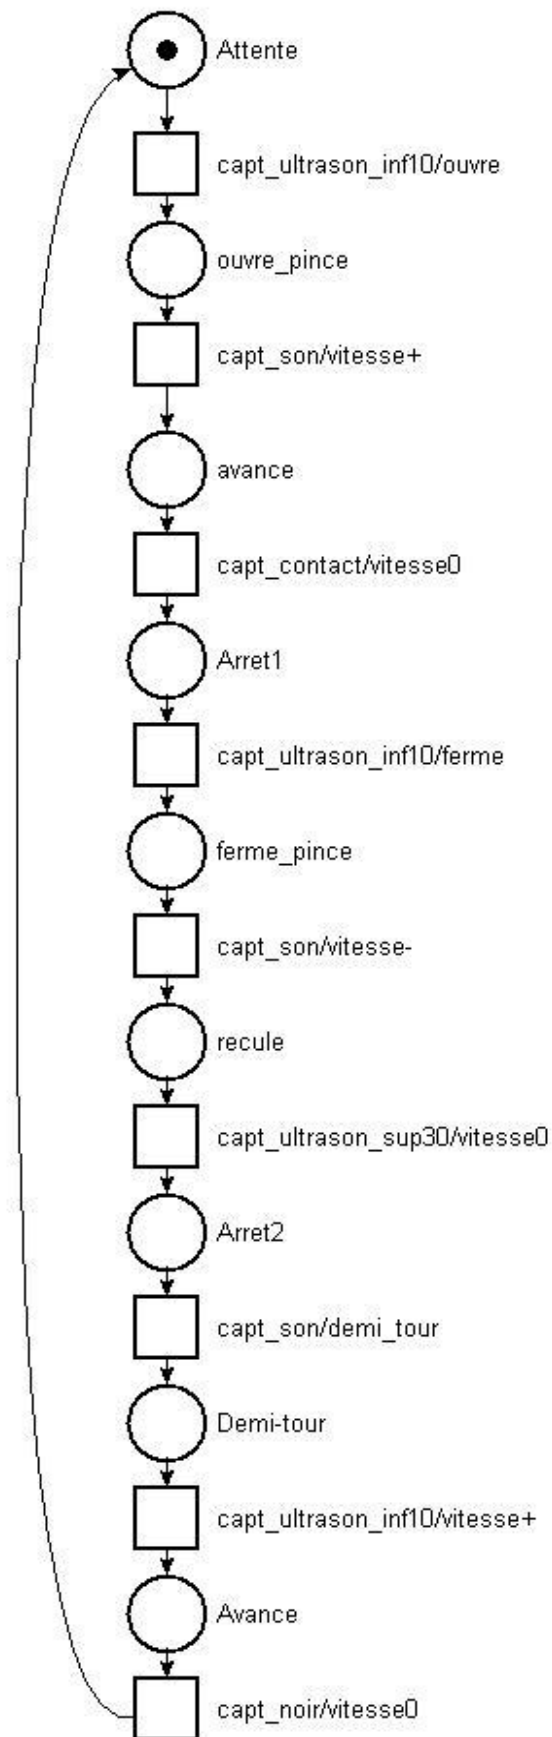 Attente
capt_ultrason_inf10/ouvre
ouvre_pince
capt_son/vitesse+
avance
capt_contact/vitesse0
Arret1
capt_ultrason_inf10/ferme
ferme_pince
capt_son/vitesse-
recule
capt_ultrason_sup30/vitesse0
Arret2
capt_son/demi_tour
Demi-tour
capt_ultrason_inf10/vitesse+
Avance
capt_noir/vitesse0